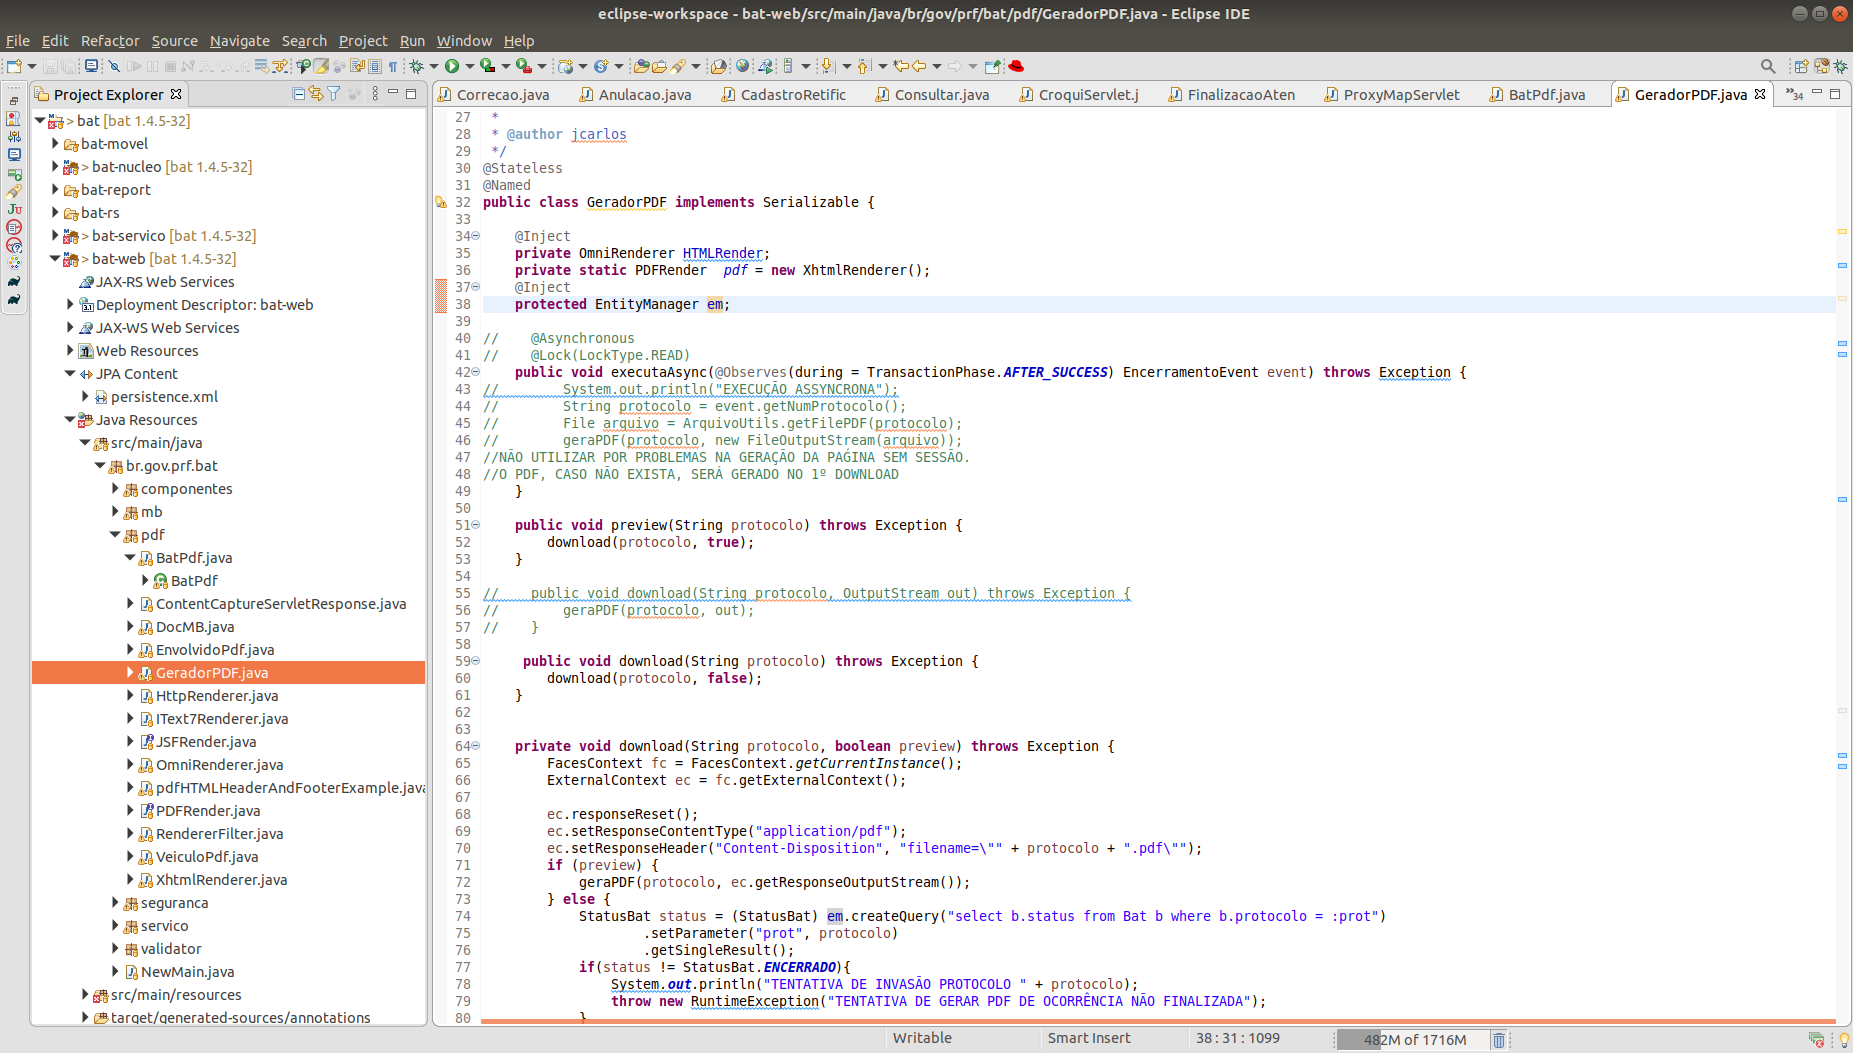 eclipse-workspace - bat-web/src/main/java/br/gov/prf/bat/pdf/GeradorPDF.java - Eclipse IDE
File Edit Refactor Source Navigate Search Project Run Window Help
Project Explorer
bat [bat 1.4.5-32]
bat-movel
bat-nucleo [bat 1.4.5-32]
bat-report
bat-rs
bat-servico [bat 1.4.5-32]
bat-web [bat 1.4.5-32]
JAX-RS Web Services
Deployment Descriptor: bat-web
JAX-WS Web Services
Web Resources
JPA Content
persistence.xml
Java Resources
src/main/java
br.gov.prf.bat
componentes
mb
pdf
BatPdf.java
BatPdf
ContentCaptureServletResponse.java
DocMB.java
EnvolvidoPdf.java
GeradorPDF.java
HttpRenderer.java
IText7Renderer.java
JSFRender.java
OmniRenderer.java
pdfHTMLHeaderAndFooterExample.java
PDFRender.java
RendererFilter.java
VeiculoPdf.java
XhtmlRenderer.java
seguranca
servico
validator
NewMain.java
src/main/resources
target/generated-sources/annotations
Correcao.java Anulacao.java CadastroRetific Consultar.java CroquiServlet.j FinalizacaoAten ProxyMapServlet BatPdf.java GeradorPDF.java »34
27 *
28 * @author jcarlos
29 */
30 @Stateless
31 @Named
32 public class GeradorPDF implements Serializable {
33
34 @Inject
35 private OmniRenderer HTMLRender;
36 private static PDFRender pdf = new XhtmlRenderer();
37 @Inject
38 protected EntityManager em;
39
40 // @Asynchronous
41 // @Lock(LockType.READ)
42 public void executaAsync(@Observes(during = TransactionPhase.AFTER_SUCCESS) EncerramentoEvent event) throws Exception {
43 // System.out.println("EXECUÇÃO ASSYNCRONA");
44 // String protocolo = event.getNumProtocolo();
45 // File arquivo = ArquivoUtils.getFilePDF(protocolo);
46 // geraPDF(protocolo, new FileOutputStream(arquivo));
47 //NÃO UTILIZAR POR PROBLEMAS NA GERAÇÃO DA PAGÍNA SEM SESSÃO.
48 //O PDF, CASO NÃO EXISTA, SERÁ GERADO NO 1º DOWNLOAD
49 }
50
51 public void preview(String protocolo) throws Exception {
52 download(protocolo, true);
53 }
54
55 // public void download(String protocolo, OutputStream out) throws Exception {
56 // geraPDF(protocolo, out);
57 // }
58
59 public void download(String protocolo) throws Exception {
60 download(protocolo, false);
61 }
62
63
64 private void download(String protocolo, boolean preview) throws Exception {
65 FacesContext fc = FacesContext.getCurrentInstance();
66 ExternalContext ec = fc.getExternalContext();
67
68 ec.responseReset();
69 ec.setResponseContentType("application/pdf");
70 ec.setResponseHeader("Content-Disposition", "filename=\"" + protocolo + ".pdf\"");
71 if (preview) {
72 geraPDF(protocolo, ec.getResponseOutputStream());
73 } else {
74 StatusBat status = (StatusBat) em.createQuery("select b.status from Bat b where b.protocolo = :prot")
75 .setParameter("prot", protocolo)
76 .getSingleResult();
77 if(status != StatusBat.ENCERRADO){
78 System.out.println("TENTATIVA DE INVASÃO PROTOCOLO " + protocolo);
79 throw new RuntimeException("TENTATIVA DE GERAR PDF DE OCORRÊNCIA NÃO FINALIZADA");
80 }
Writable Smart Insert 38 : 31 : 1099 482M of 1716M